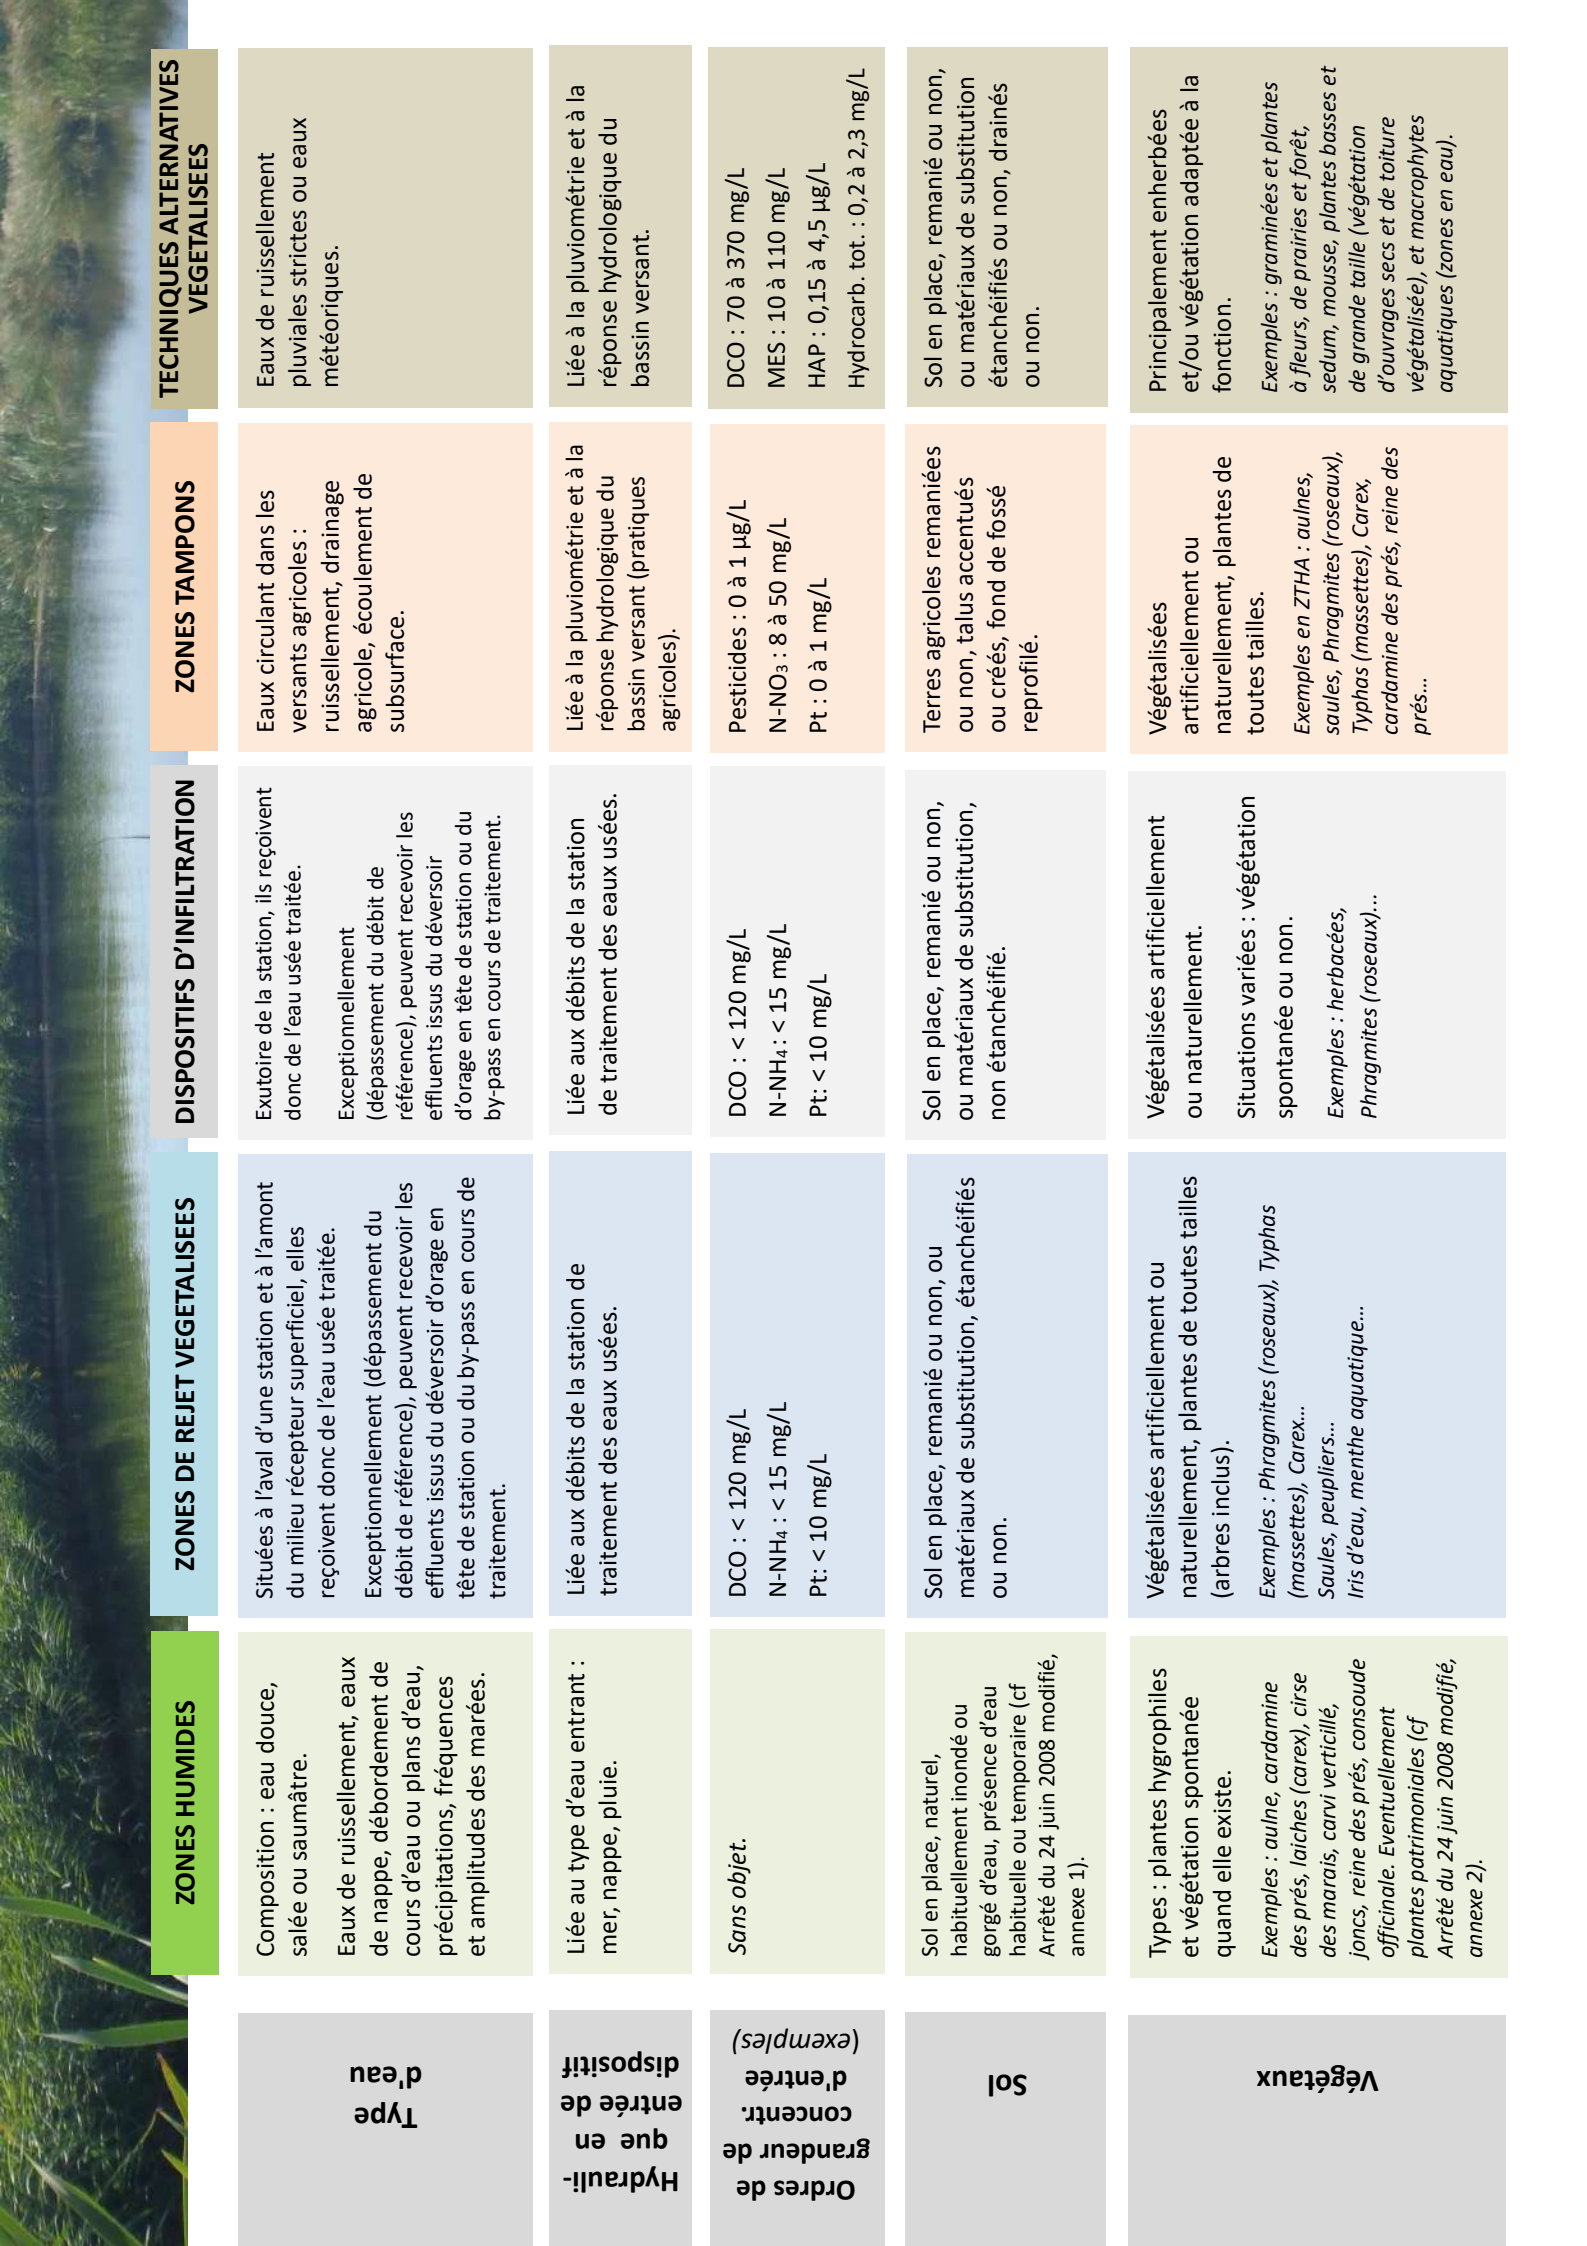 ZONES HUMIDES
ZONES DE REJET VEGETALISEES
DISPOSITIFS D’INFILTRATION
ZONES TAMPONS
TECHNIQUES ALTERNATIVES
VEGETALISEES
Type
d'eau
Composition : eau douce,
salée ou saumâtre.
Eaux de ruissellement, eaux
de nappe, débordement de
cours d’eau ou plans d’eau,
précipitations, fréquences
et amplitudes des marées.
Situées à l’aval d’une station et à l’amont
du milieu récepteur superficiel, elles
reçoivent donc de l’eau usée traitée.
Exceptionnellement (dépassement du
débit de référence), peuvent recevoir les
effluents issus du déversoir d’orage en
tête de station ou du by-pass en cours de
traitement.
Exutoire de la station, ils reçoivent
donc de l’eau usée traitée.
Exceptionnellement
(dépassement du débit de
référence), peuvent recevoir les
effluents issus du déversoir
d’orage en tête de station ou du
by-pass en cours de traitement.
Eaux circulant dans les
versants agricoles :
ruissellement, drainage
agricole, écoulement de
subsurface.
Eaux de ruissellement
pluviales strictes ou eaux
météoriques.
Hydrauli-
que en
entrée de
dispositif
Liée au type d’eau entrant :
mer, nappe, pluie.
Liée aux débits de la station de
traitement des eaux usées.
Liée aux débits de la station
de traitement des eaux usées.
Liée à la pluviométrie et à la
réponse hydrologique du
bassin versant (pratiques
agricoles).
Liée à la pluviométrie et à la
réponse hydrologique du
bassin versant.
Ordres de
grandeur de
concentr.
d'entrée
(exemples)
Sans objet.
DCO : < 120 mg/L
N-NH4 : < 15 mg/L
Pt: < 10 mg/L
DCO : < 120 mg/L
N-NH4 : < 15 mg/L
Pt: < 10 mg/L
Pesticides : 0 à 1 µg/L
N-NO3 : 8 à 50 mg/L
Pt : 0 à 1 mg/L
DCO : 70 à 370 mg/L
MES : 10 à 110 mg/L
HAP : 0,15 à 4,5 µg/L
Hydrocarb. tot. : 0,2 à 2,3 mg/L
Sol
Sol en place, naturel,
habituellement inondé ou
gorgé d’eau, présence d’eau
habituelle ou temporaire (cf
Arrêté du 24 juin 2008 modifié,
annexe 1).
Sol en place, remanié ou non, ou
matériaux de substitution, étanchéifiés
ou non.
Sol en place, remanié ou non,
ou matériaux de substitution,
non étanchéifié.
Terres agricoles remaniées
ou non, talus accentués
ou créés, fond de fossé
reprofilé.
Sol en place, remanié ou non,
ou matériaux de substitution
étanchéifiés ou non, drainés
ou non.
Végétaux
Types : plantes hygrophiles
et végétation spontanée
quand elle existe.
Exemples : aulne, cardamine
des prés, laiches (carex), cirse
des marais, carvi verticillé,
joncs, reine des prés, consoude
officinale. Eventuellement
plantes patrimoniales (cf
Arrête du 24 juin 2008 modifié,
annexe 2).
Végétalisées artificiellement ou
naturellement, plantes de toutes tailles
(arbres inclus).
Exemples : Phragmites (roseaux), Typhas
(massettes), Carex…
Saules, peupliers…
Iris d’eau, menthe aquatique…
Végétalisées artificiellement
ou naturellement.
Situations variées : végétation
spontanée ou non.
Exemples : herbacées,
Phragmites (roseaux)…
Végétalisées
artificiellement ou
naturellement, plantes de
toutes tailles.
Exemples en ZTHA : aulnes,
saules, Phragmites (roseaux),
Typhas (massettes), Carex,
cardamine des prés, reine des
prés…
Principalement enherbées
et/ou végétation adaptée à la
fonction.
Exemples : graminées et plantes
à fleurs, de prairies et forêt,
sedum, mousse, plantes basses et
de grande taille (végétation
d’ouvrages secs et de toiture
végétalisée), et macrophytes
aquatiques (zones en eau).